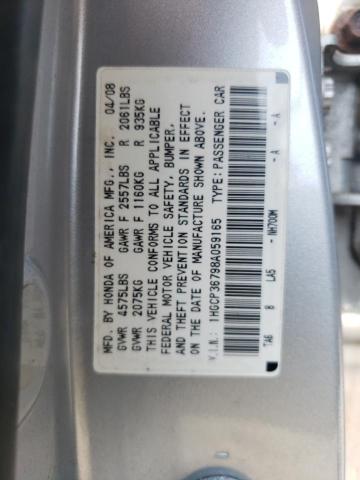 MFD. BY HONDA OF AMERICA MFG., INC. 04/08
GVWR 4575LBS GAWR F 2557LBS R 2061LBS
GVWR 2075KG GAWR F 1160KG R 935KG
THIS VEHICLE CONFORMS TO ALL APPLICABLE
FEDERAL MOTOR VEHICLE SAFETY, BUMPER,
AND THEFT PREVENTION STANDARDS IN EFFECT
ON THE DATE OF MANUFACTURE SHOWN ABOVE.
V.I.N.: 1HGCP36798A059165 TYPE: PASSENGER CAR
TA6 8 LA5 - NH700M - A - A